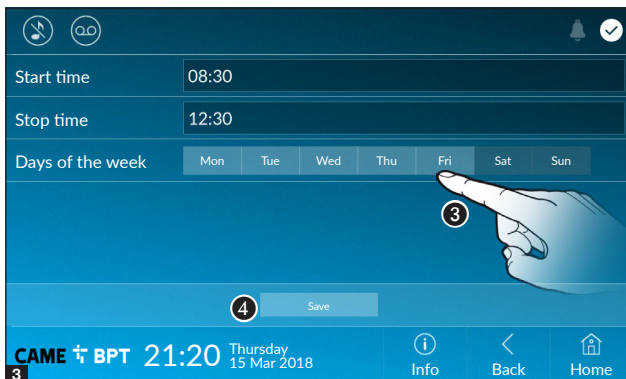 Start time 08:30
Stop time 12:30
Days of the week Mon Tue Wed Thu Fri Sat Sun
3
4 Save
CAME BPT 21:20 Thursday
15 Mar 2018
Info Back Home
3